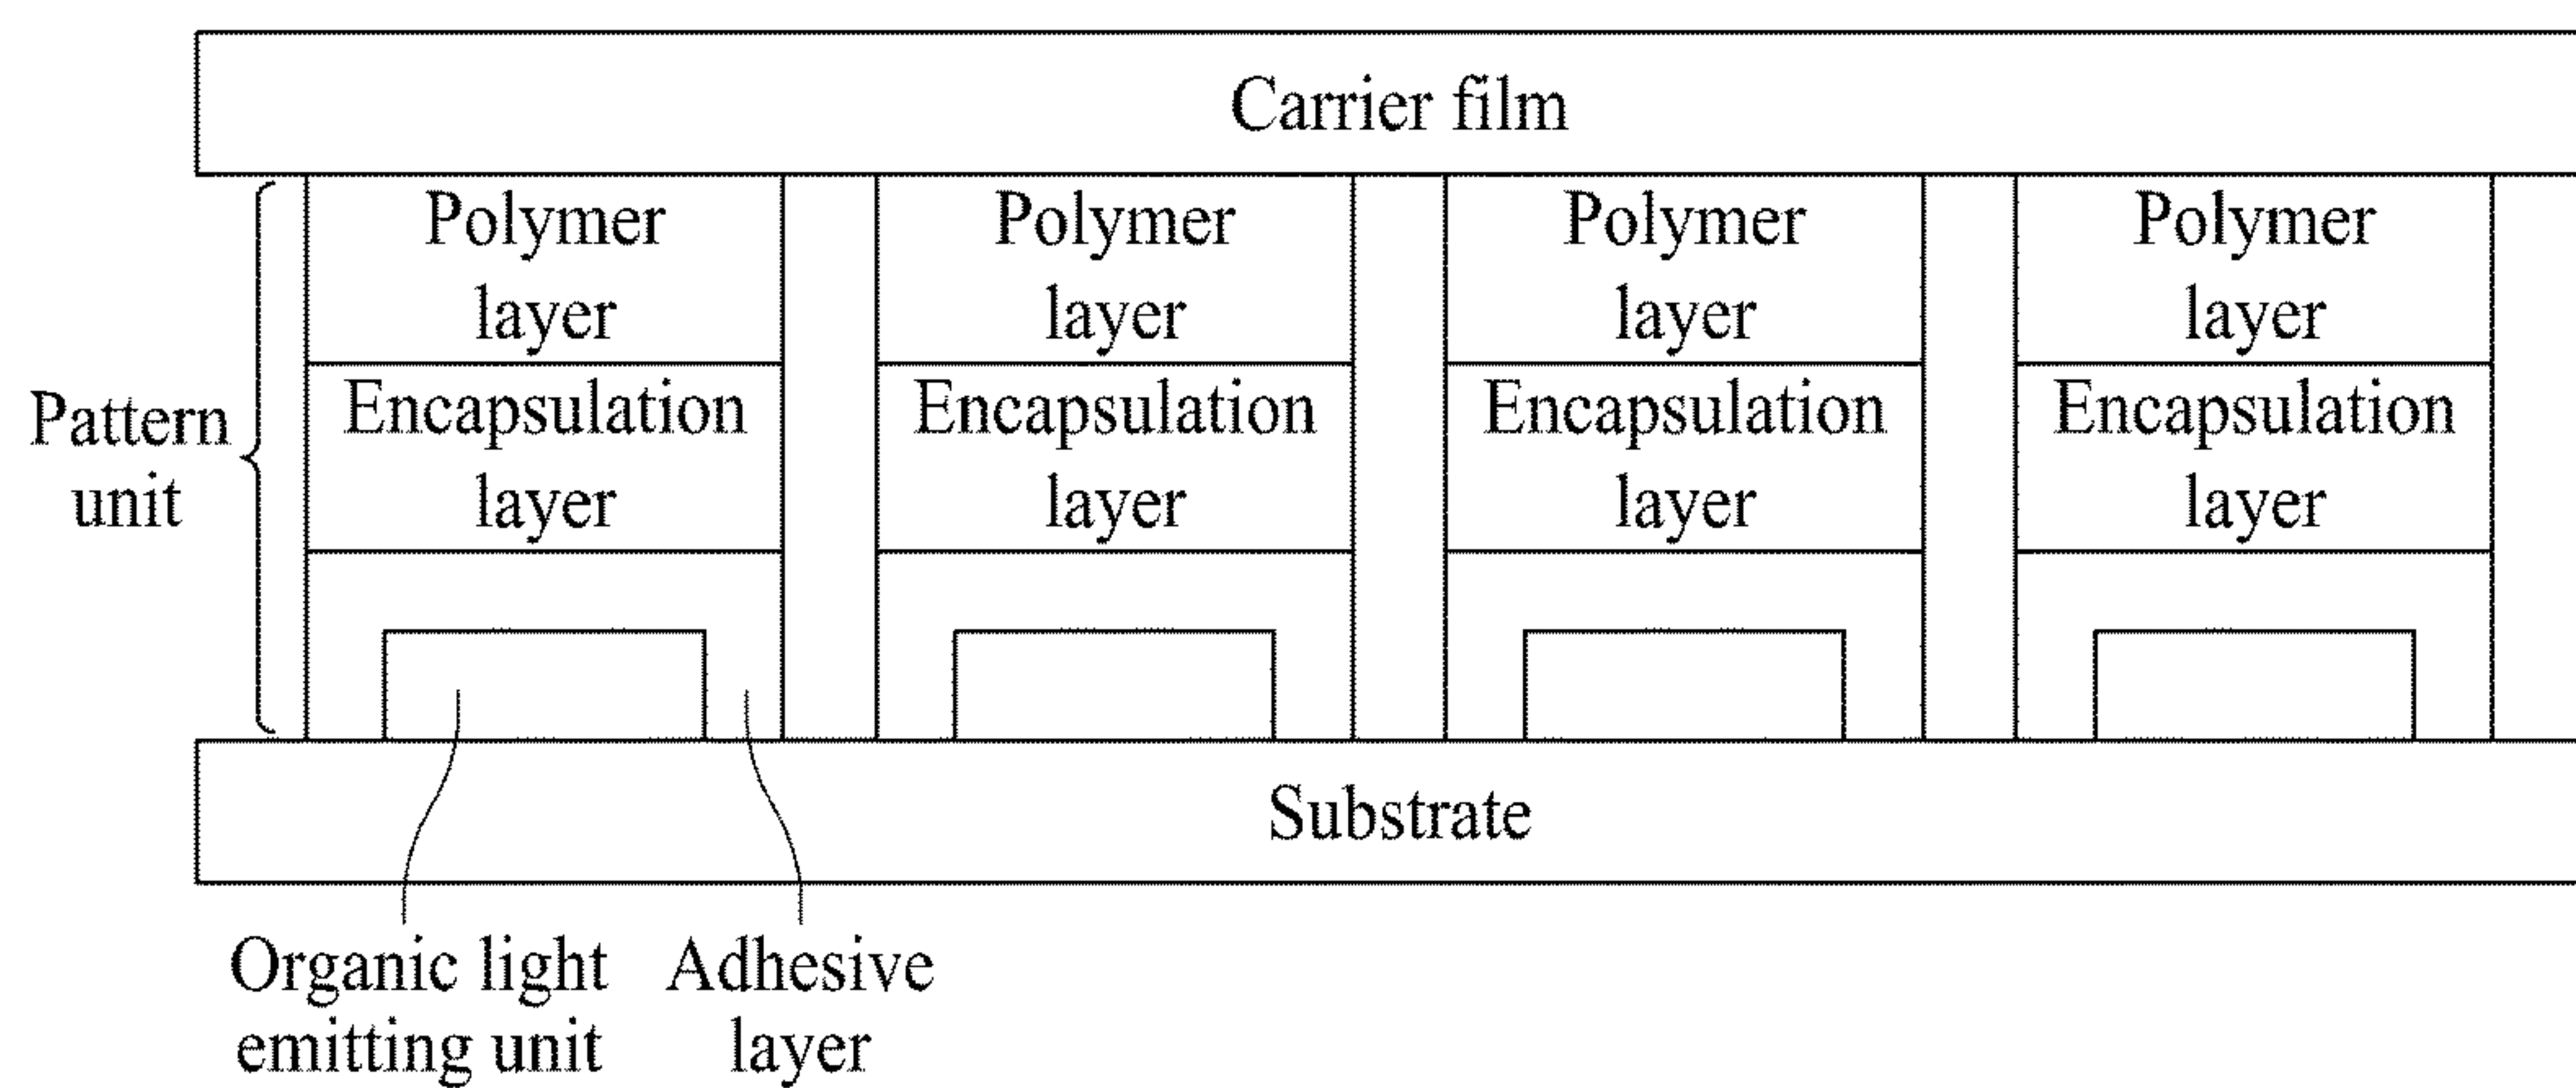 Carrier film
Polymer
layer
Polymer
layer
Polymer
layer
Polymer
layer
Pattern
unit
Encapsulation
layer
Encapsulation
layer
Encapsulation
layer
Encapsulation
layer
Substrate
Organic light
emitting unit
Adhesive
layer